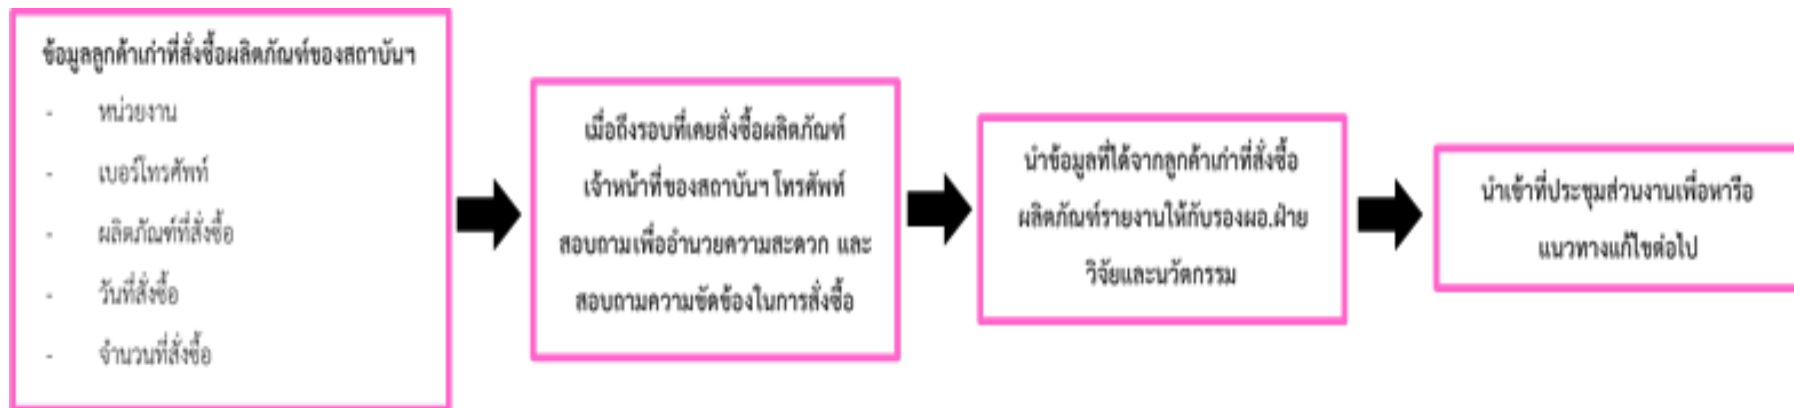 ข้อมูลลูกค้าเก่าที่สั่งซื้อผลิตภัณฑ์ของสถาบันฯ
- หน่วยงาน
- เบอร์โทรศัพท์
- ผลิตภัณฑ์ที่สั่งซื้อ
- วันที่สั่งซื้อ
- จำนวนที่สั่งซื้อ
เมื่อถึงรอบที่เคยสั่งซื้อผลิตภัณฑ์
เจ้าหน้าที่ของสถาบันฯ โทรศัพท์
สอบถามเพื่ออำนวยความสะดวก และ
สอบถามความขัดข้องในการสั่งซื้อ
นำข้อมูลที่ได้จากลูกค้าเก่าที่สั่งซื้อ
ผลิตภัณฑ์รายงานให้กับรองผอ.ฝ่าย
วิจัยและนวัตกรรม
นำเข้าที่ประชุมส่วนงานเพื่อหารือ
แนวทางแก้ไขต่อไป